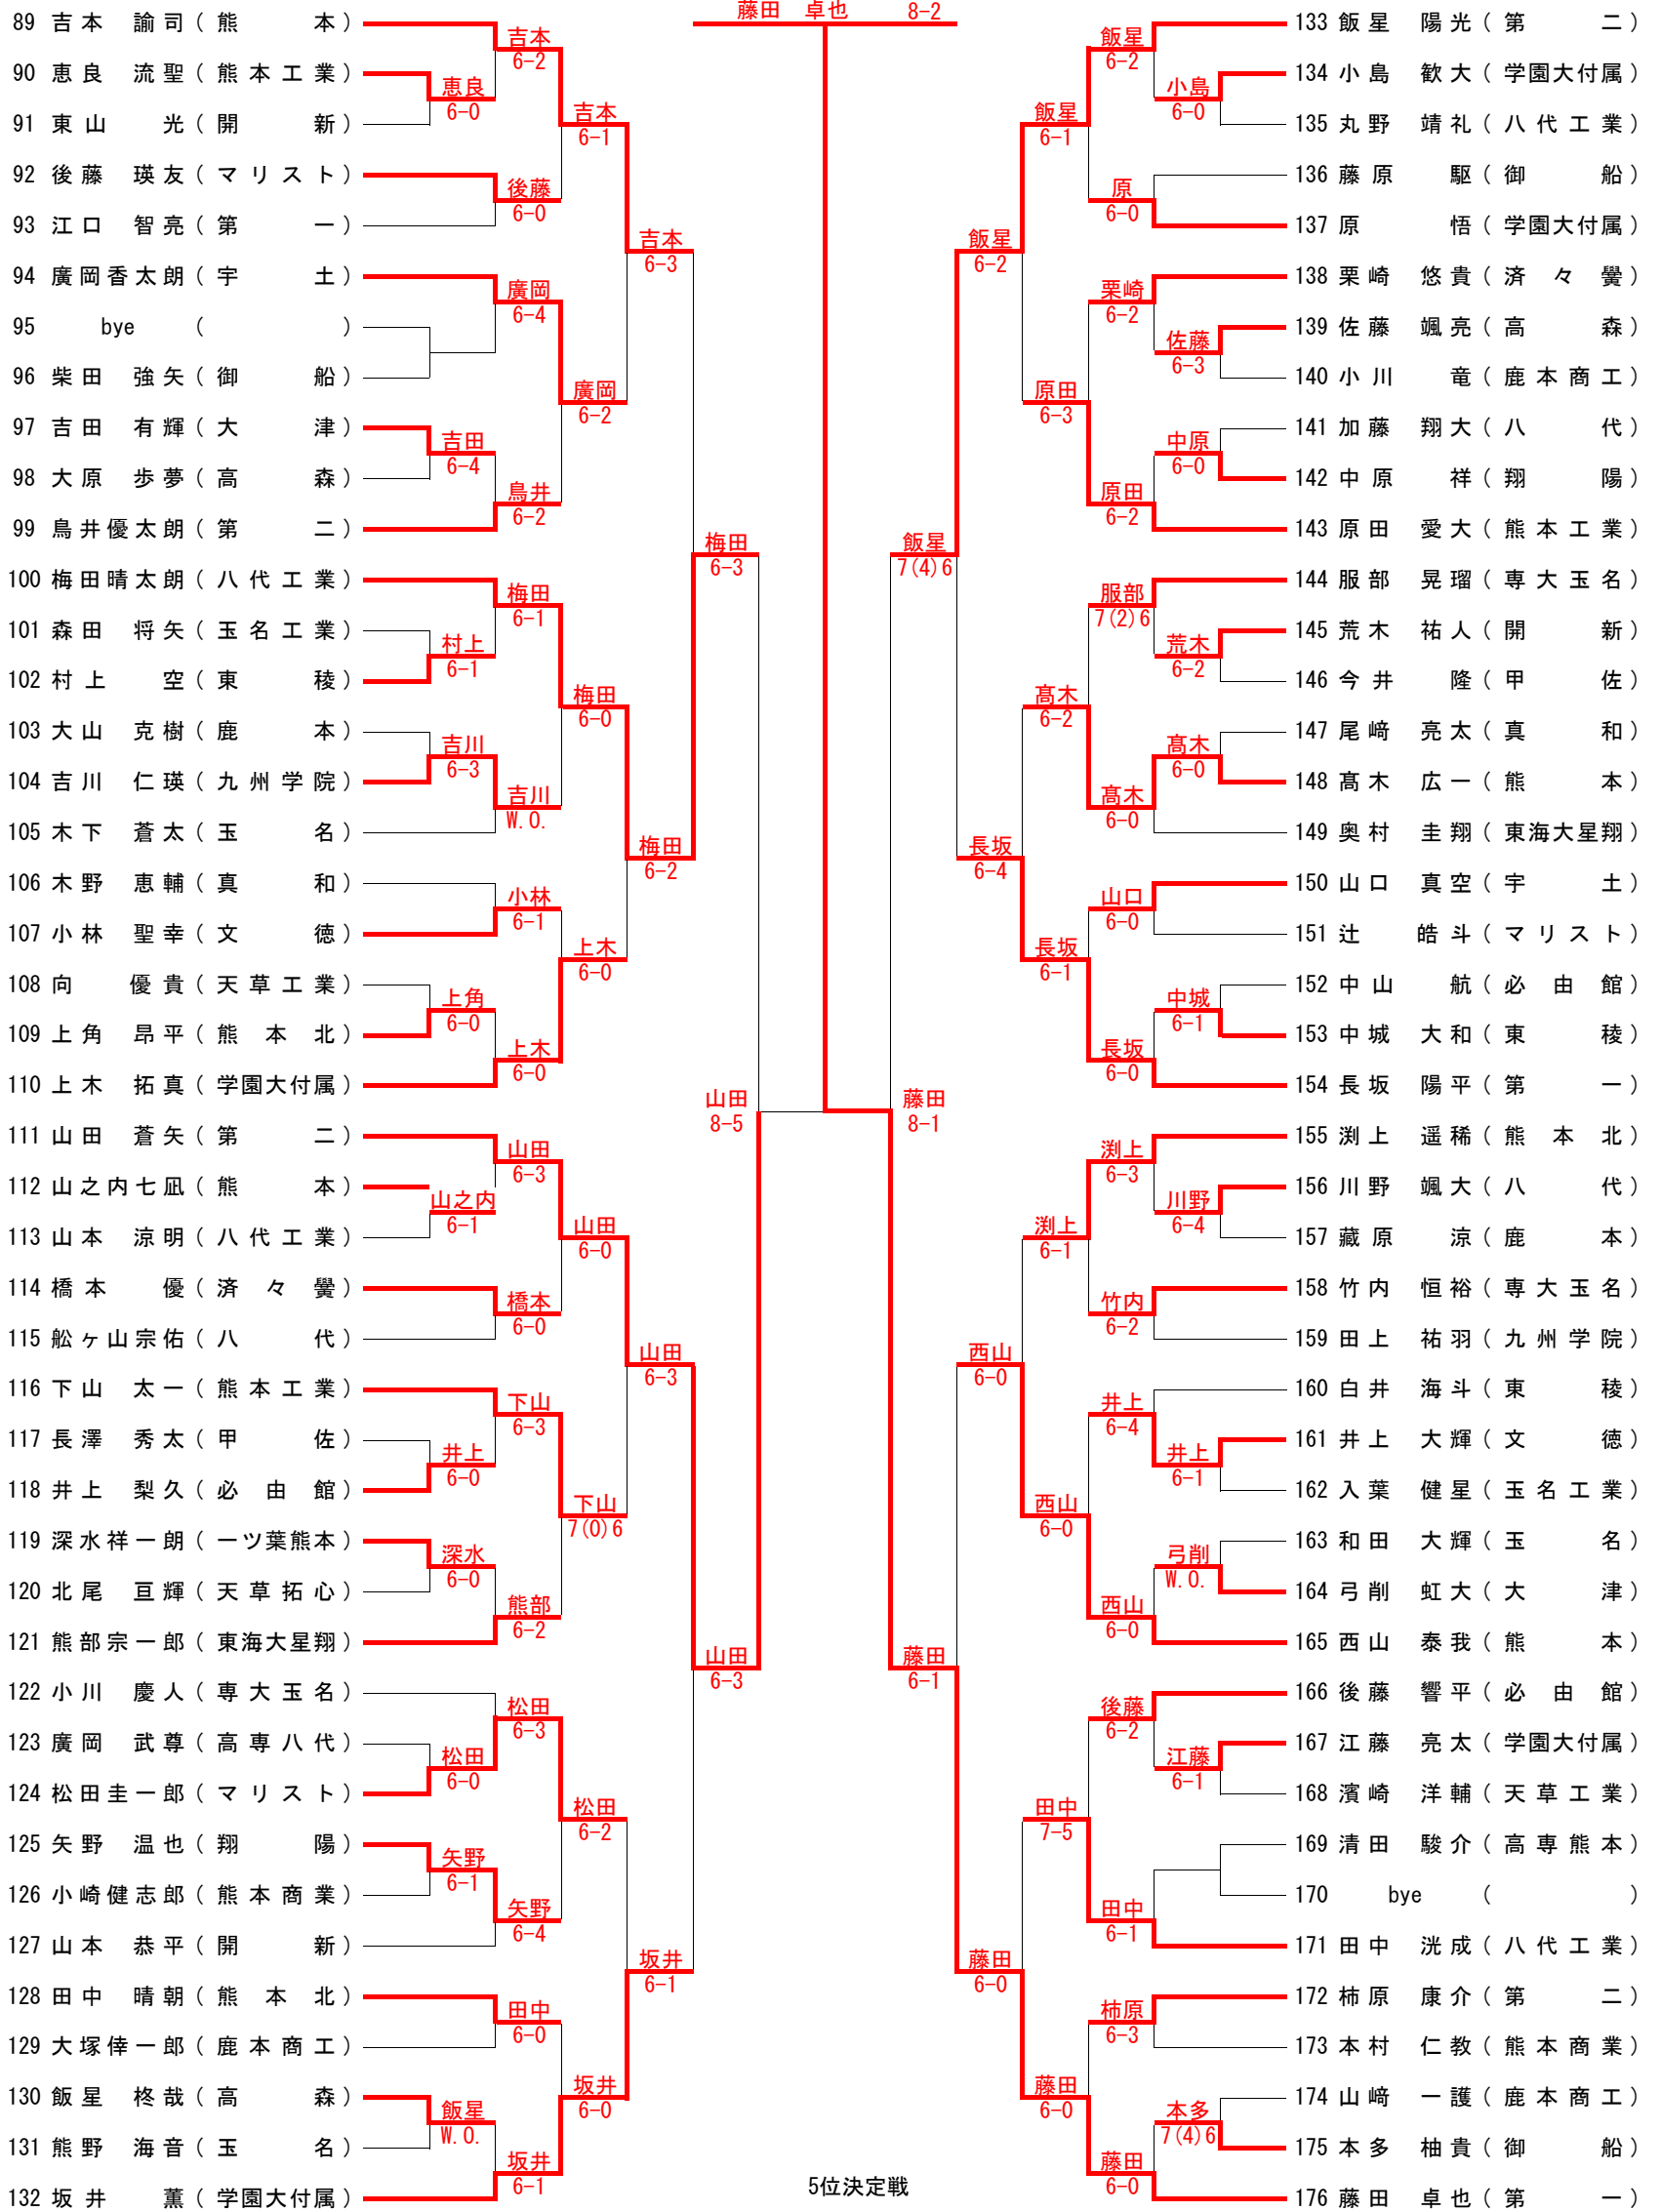 藤田 卓也 8-2
89 吉本 諭司 ( 熊本 )
90 恵良 流聖 ( 熊本工業 )
91 東山 光 ( 開新 )
92 後藤 瑛友 ( マリスト )
93 江口 智亮 ( 第一 )
94 廣岡香太朗 ( 宇土 )
95 bye ( )
96 柴田 強矢 ( 御船 )
97 吉田 有輝 ( 大津 )
98 大原 歩夢 ( 高森 )
99 鳥井優太朗 ( 第二 )
100 梅田晴太朗 ( 八代工業 )
101 森田 将矢 ( 玉名工業 )
102 村上 空 ( 東稜 )
103 大山 克樹 ( 鹿本 )
104 吉川 仁瑛 ( 九州学院 )
105 木下 蒼太 ( 玉名 )
106 木野 恵輔 ( 真和 )
107 小林 聖幸 ( 文徳 )
108 向 優貴 ( 天草工業 )
109 上角 昂平 ( 熊本北 )
110 上木 拓真 ( 学園大付属 )
111 山田 蒼矢 ( 第二 )
112 山之内七凪 ( 熊本 )
113 山本 涼明 ( 八代工業 )
114 橋本 優 ( 済々黌 )
115 舩ヶ山宗佑 ( 八代 )
116 下山 太一 ( 熊本工業 )
117 長澤 秀太 ( 甲佐 )
118 井上 梨久 ( 必由館 )
119 深水祥一朗 ( 一ツ葉熊本 )
120 北尾 亘輝 ( 天草拓心 )
121 熊部宗一郎 ( 東海大星翔 )
122 小川 慶人 ( 専大玉名 )
123 廣岡 武尊 ( 高専八代 )
124 松田圭一郎 ( マリスト )
125 矢野 温也 ( 翔陽 )
126 小崎健志郎 ( 熊本商業 )
127 山本 恭平 ( 開新 )
128 田中 晴朝 ( 熊本北 )
129 大塚倖一郎 ( 鹿本商工 )
130 飯星 柊哉 ( 高森 )
131 熊野 海音 ( 玉名 )
132 坂井 薫 ( 学園大付属 )
恵良
6-0
吉田
6-4
村上
6-1
吉川
6-3
上角
6-0
山之内
6-1
井上
6-0
深水
6-0
松田
6-0
矢野
6-1
飯星
W.O.
吉本
6-2
後藤
6-0
廣岡
6-4
鳥井
6-2
梅田
6-1
吉川
W.O.
小林
6-1
上木
6-0
山田
6-3
橋本
6-0
下山
6-3
熊部
6-2
松田
6-3
矢野
6-4
田中
6-0
坂井
6-1
吉本
6-1
廣岡
6-2
梅田
6-0
上木
6-0
山田
6-0
下山
7(0)6
松田
6-2
坂井
6-0
吉本
6-3
梅田
6-2
山田
6-3
坂井
6-1
梅田
6-3
山田
6-3
山田
8-5
藤田
8-1
飯星
7(4)6
藤田
6-1
飯星
6-2
長坂
6-4
西山
6-0
藤田
6-0
飯星
6-1
原田
6-3
髙木
6-2
長坂
6-1
渕上
6-1
西山
6-0
田中
7-5
藤田
6-0
飯星
6-2
原
6-0
栗崎
6-2
原田
6-2
服部
7(2)6
髙木
6-0
山口
6-0
長坂
6-0
渕上
6-3
竹内
6-2
井上
6-4
西山
6-0
後藤
6-2
田中
6-1
柿原
6-3
藤田
6-0
小島
6-0
佐藤
6-3
中原
6-0
荒木
6-2
髙木
6-0
中城
6-1
川野
6-4
井上
6-1
弓削
W.O.
江藤
6-1
本多
7(4)6
133 飯星 陽光 ( 第二 )
134 小島 歓大 ( 学園大付属 )
135 丸野 靖礼 ( 八代工業 )
136 藤原 駆 ( 御船 )
137 原 悟 ( 学園大付属 )
138 栗崎 悠貴 ( 済々黌 )
139 佐藤 颯亮 ( 高森 )
140 小川 竜 ( 鹿本商工 )
141 加藤 翔大 ( 八代 )
142 中原 祥 ( 翔陽 )
143 原田 愛大 ( 熊本工業 )
144 服部 晃瑠 ( 専大玉名 )
145 荒木 祐人 ( 開新 )
146 今井 隆 ( 甲佐 )
147 尾﨑 亮太 ( 真和 )
148 髙木 広一 ( 熊本 )
149 奥村 圭翔 ( 東海大星翔 )
150 山口 真空 ( 宇土 )
151 辻 皓斗 ( マリスト )
152 中山 航 ( 必由館 )
153 中城 大和 ( 東稜 )
154 長坂 陽平 ( 第一 )
155 渕上 遥稀 ( 熊本北 )
156 川野 颯大 ( 八代 )
157 藏原 涼 ( 鹿本 )
158 竹内 恒裕 ( 専大玉名 )
159 田上 祐羽 ( 九州学院 )
160 白井 海斗 ( 東稜 )
161 井上 大輝 ( 文徳 )
162 入葉 健星 ( 玉名工業 )
163 和田 大輝 ( 玉名 )
164 弓削 虹大 ( 大津 )
165 西山 泰我 ( 熊本 )
166 後藤 響平 ( 必由館 )
167 江藤 亮太 ( 学園大付属 )
168 濱崎 洋輔 ( 天草工業 )
169 清田 駿介 ( 高専熊本 )
170 bye ( )
171 田中 洸成 ( 八代工業 )
172 柿原 康介 ( 第二 )
173 本村 仁教 ( 熊本商業 )
174 山﨑 一護 ( 鹿本商工 )
175 本多 柚貴 ( 御船 )
176 藤田 卓也 ( 第一 )
5位決定戦